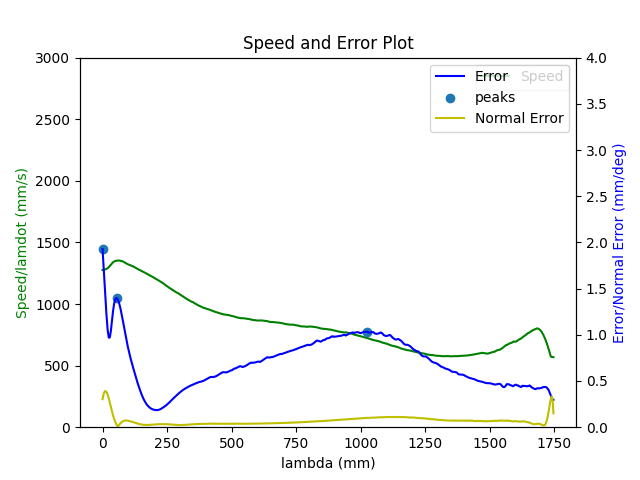 Speed and Error Plot
3000
2500
2000
1500
1000
500
0
Speed/lamdot (mm/s)
4.0
3.5
3.0
2.5
2.0
1.5
1.0
0.5
0.0
Error/Normal Error (mm/deg)
Speed
Error
peaks
Normal Error
0 250 500 750 1000 1250 1500 1750
lambda (mm)